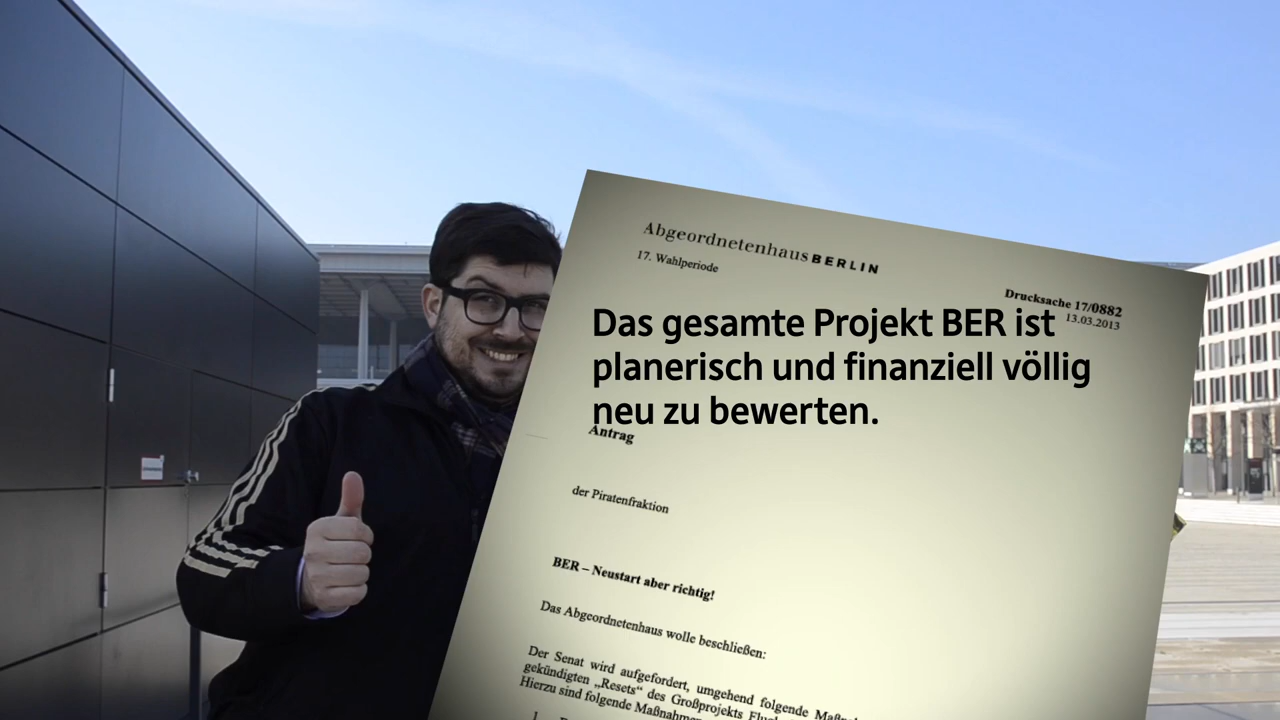 Abgeordnetenhaus BERLIN
17. Wahlperiode
Drucksache 17/0882
13.03.2013
Das gesamte Projekt BER ist
planerisch und finanziell völlig
neu zu bewerten.
Antrag
der Piratenfraktion
BER – Neustart aber richtig!
Das Abgeordnetenhaus wolle beschließen:
Der Senat wird aufgefordert, umgehend folgende
gekündigten „Resets“ des Großprojekts
Hierzu sind folgende
1.